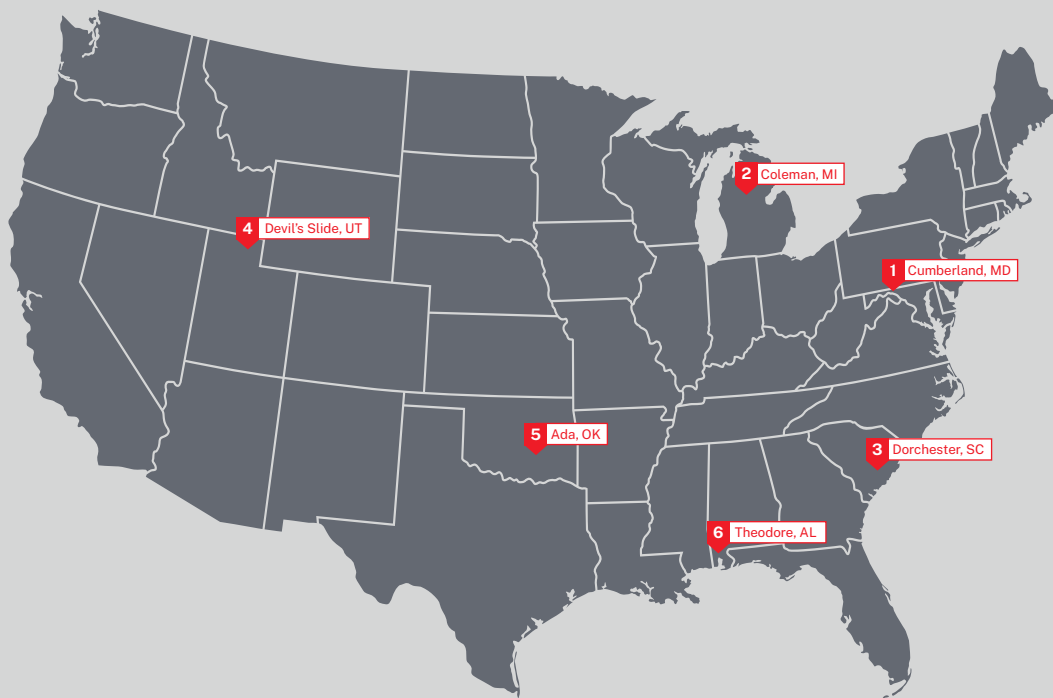 2 Coleman, MI
4 Devil's Slide, UT
1 Cumberland, MD
5 Ada, OK
3 Dorchester, SC
6 Theodore, AL